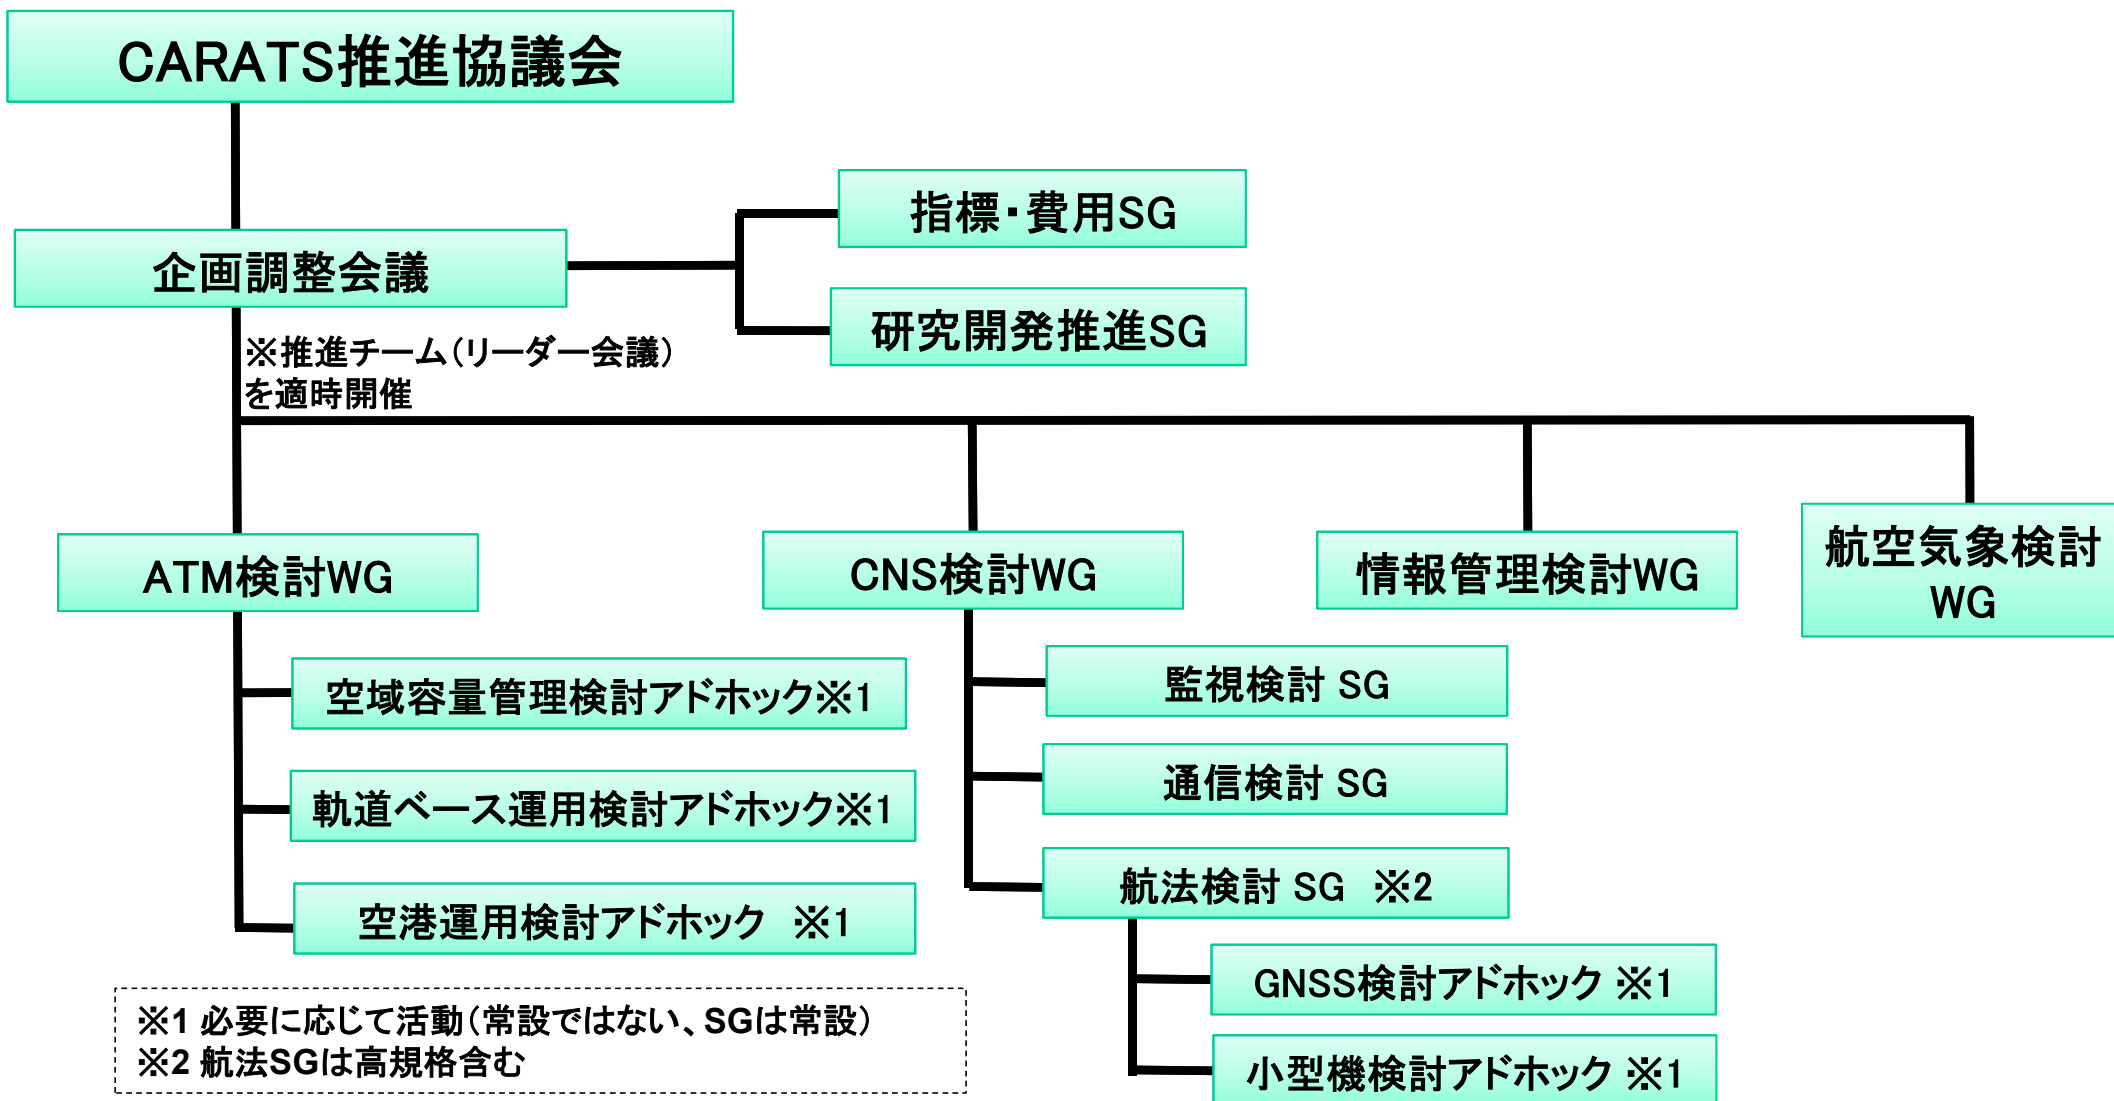 CARATS推進協議会
指標・費用SG
企画調整会議
研究開発推進SG
※推進チーム（リーダー会議）
を適時開催
ATM検討WG
CNS検討WG
情報管理検討WG
航空気象検討
WG
空域容量管理検討アドホック※1
軌道ベース運用検討アドホック※1
空港運用検討アドホック ※1
監視検討 SG
通信検討 SG
航法検討 SG ※2
GNSS検討アドホック ※1
小型機検討アドホック ※1
※1 必要に応じて活動（常設ではない、SGは常設）
※2 航法SGは高規格含む